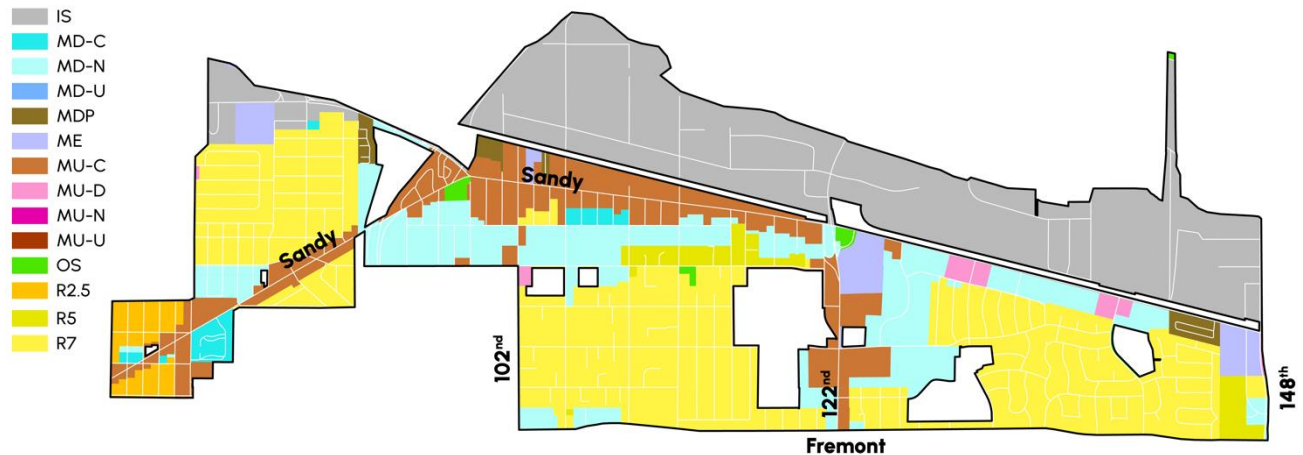 IS
MD-C
MD-N
MD-U
MDP
ME
MU-C
MU-D
MU-N
MU-U
OS
R2.5
R5
R7
Sandy
Sandy
102nd
122nd
148th
Fremont